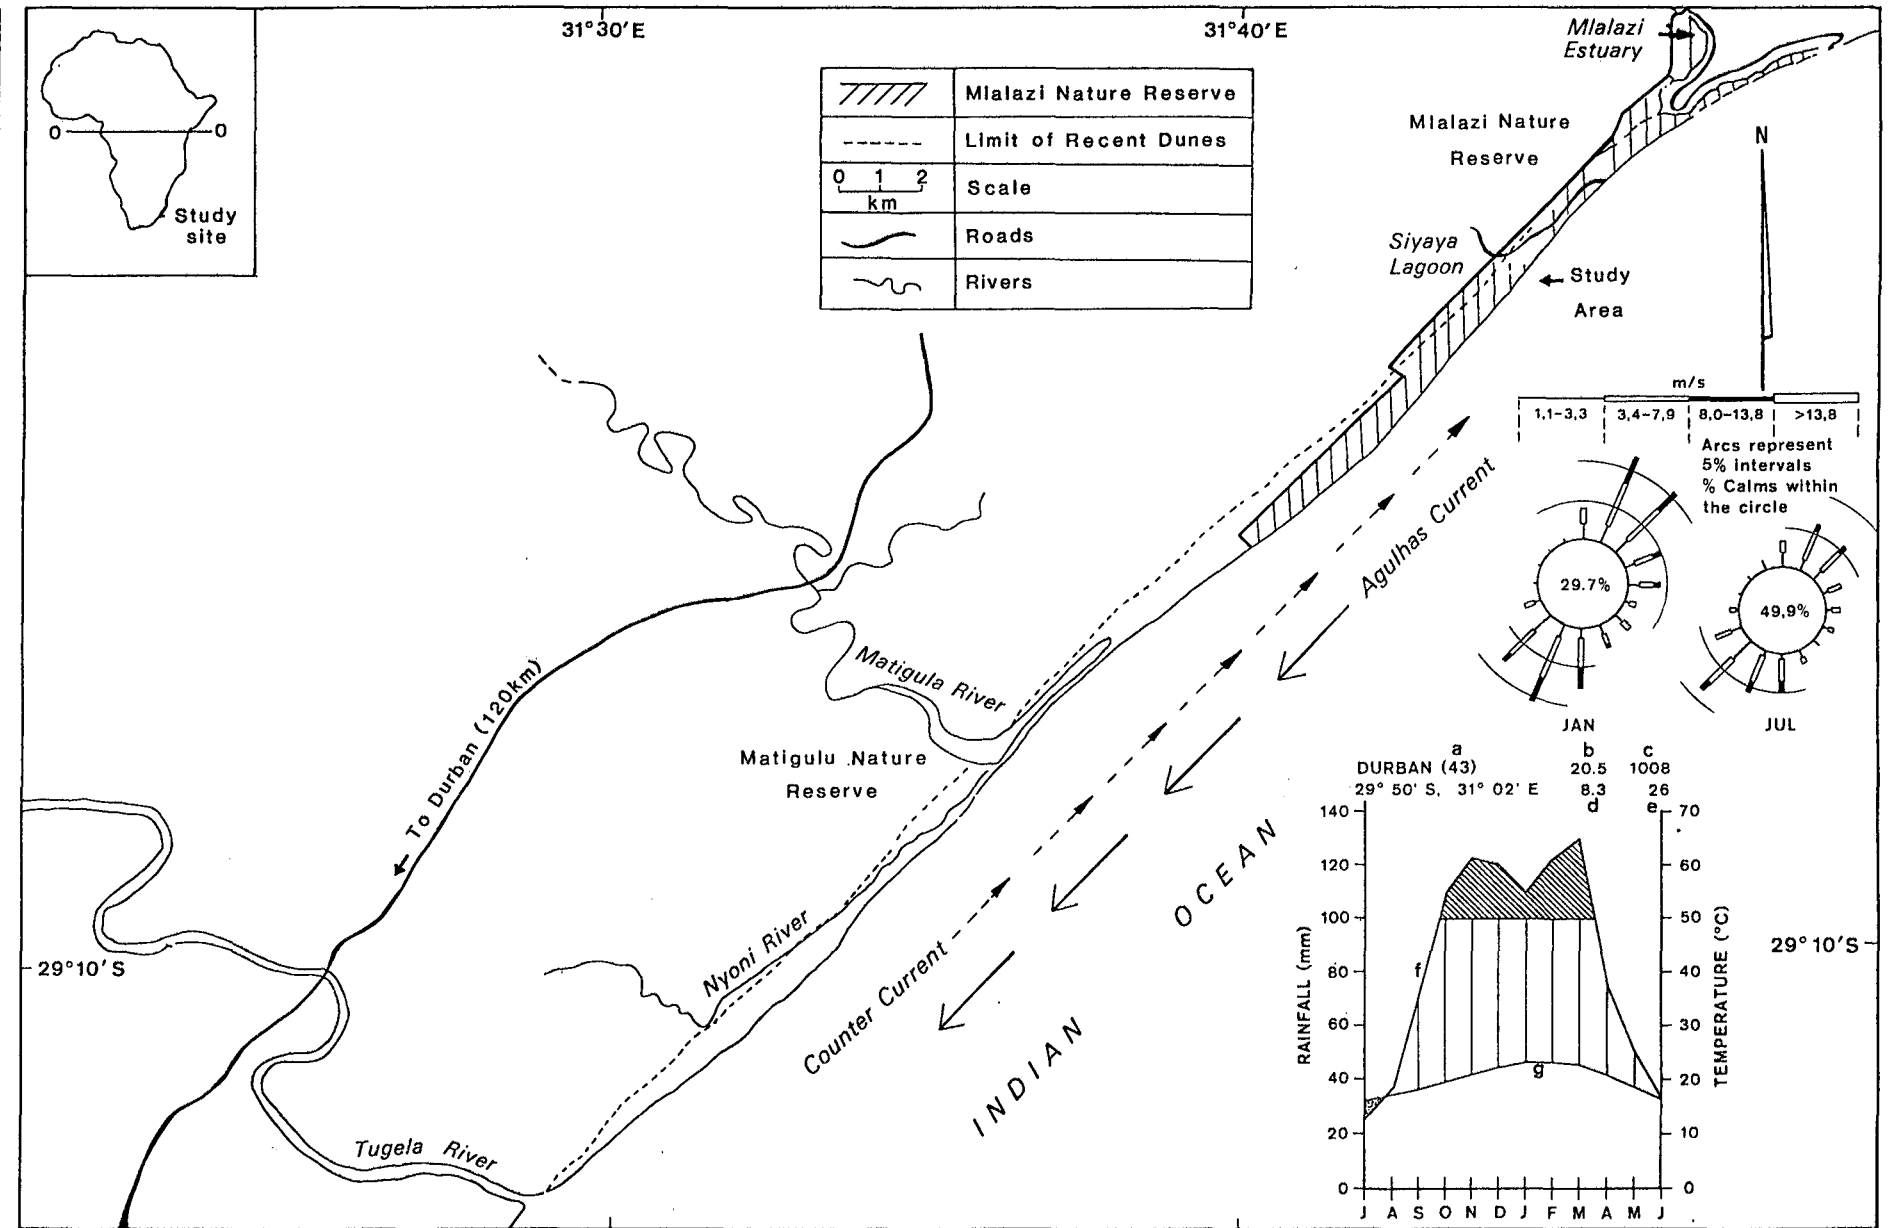 31°30'E
31°40'E
0
0
Study
site
Mlalazi Nature Reserve
Limit of Recent Dunes
0 1 2
km
Scale
Roads
Rivers
Mlalazi
Estuary
Mlalazi Nature
Reserve
N
Siyaya
Lagoon
Study
Area
m/s
1,1–3,3 3,4–7,9 8,0–13,8 >13,8
Arcs represent
5% intervals
% Calms within
the circle
29.7%
49,9%
JAN
JUL
Agulhas Current
Matigula River
To Durban (120km)
Matigulu Nature
Reserve
Nyoni River
Counter Current
INDIAN
OCEAN
29°10'S
29°10'S
Tugela River
a b c
DURBAN (43) 20.5 1008
29° 50' S, 31° 02' E 8.3 26
d e
140
120
100
80
60
40
20
0
RAINFALL (mm)
70
60
50
40
30
20
10
0
TEMPERATURE (°C)
f
g
J A S O N D J F M A M J